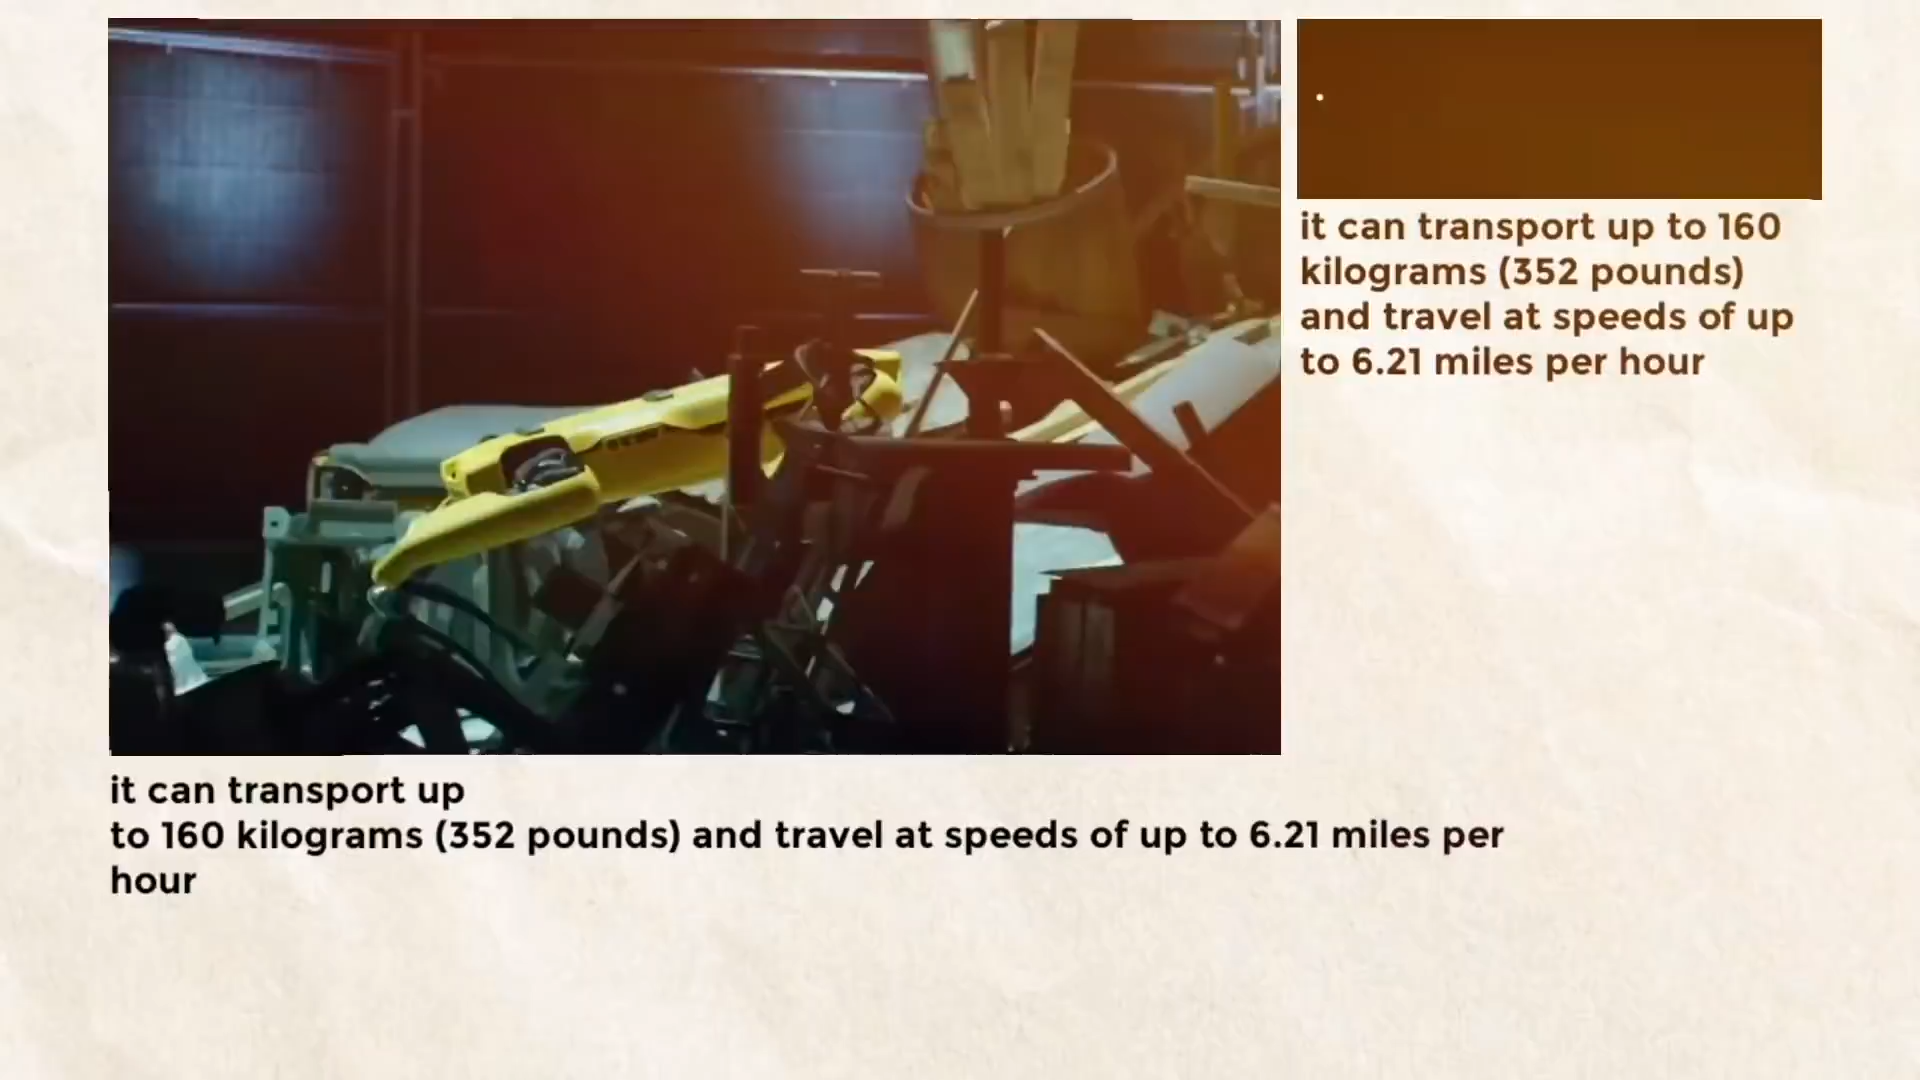 it can transport up to 160
kilograms (352 pounds)
and travel at speeds of up
to 6.21 miles per hour
it can transport up
to 160 kilograms (352 pounds) and travel at speeds of up to 6.21 miles per
hour